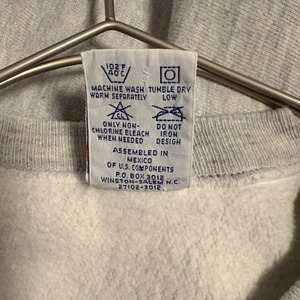 102°F
40°C
MACHINE WASH TUMBLE DRY
WARM SEPARATELY LOW
CL
ONLY NON- DO NOT
CHLORINE BLEACH IRON
WHEN NEEDED DESIGN
ASSEMBLED IN
MEXICO
OF U.S. COMPONENTS
P.O. BOX 3012
WINSTON-SALEM N.C.
27102-3012